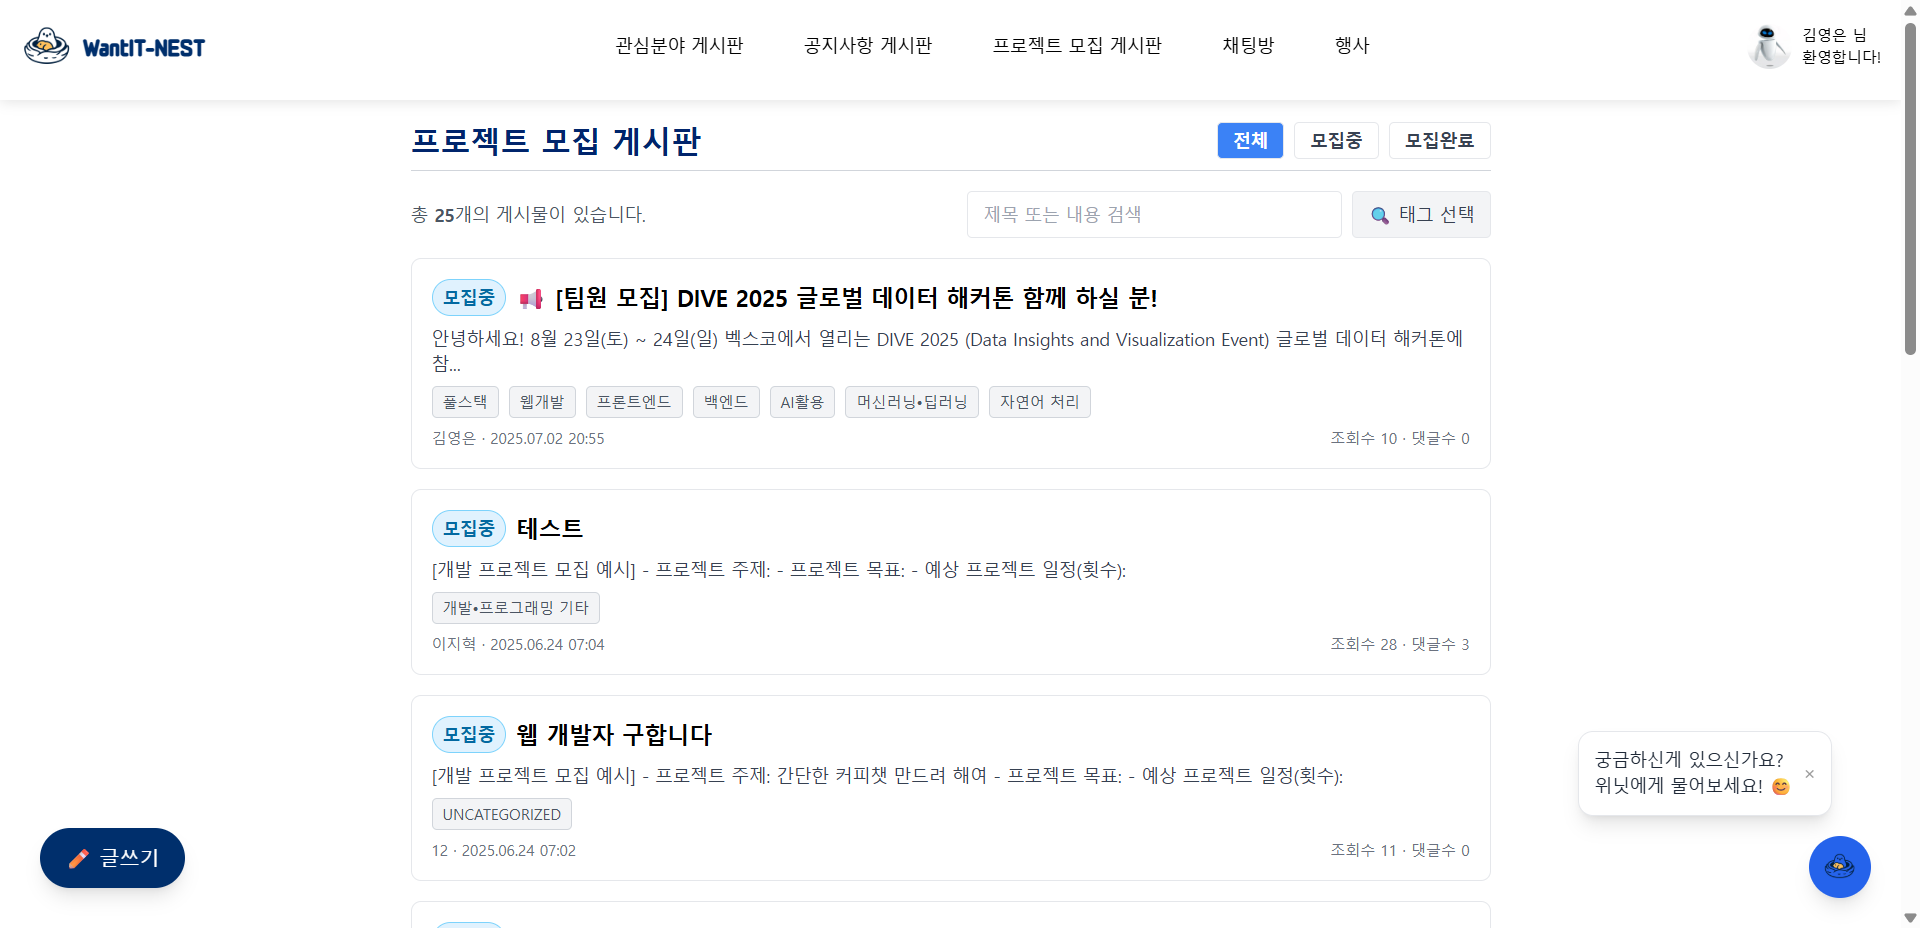 WantIT-NEST
관심분야 게시판
공지사항 게시판
프로젝트 모집 게시판
채팅방
행사
김영은 님
환영합니다!
프로젝트 모집 게시판
전체
모집중
모집완료
총 25개의 게시물이 있습니다.
제목 또는 내용 검색
🔍 태그 선택
모집중 📢 [팀원 모집] DIVE 2025 글로벌 데이터 해커톤 함께 하실 분!
안녕하세요! 8월 23일(토) ~ 24일(일) 벡스코에서 열리는 DIVE 2025 (Data Insights and Visualization Event) 글로벌 데이터 해커톤에
참...
풀스택 웹개발 프론트엔드 백엔드 AI활용 머신러닝•딥러닝 자연어 처리
김영은 · 2025.07.02 20:55
조회수 10 · 댓글수 0
모집중 테스트
[개발 프로젝트 모집 예시] - 프로젝트 주제: - 프로젝트 목표: - 예상 프로젝트 일정(횟수):
개발•프로그래밍 기타
이지혁 · 2025.06.24 07:04
조회수 28 · 댓글수 3
모집중 웹 개발자 구합니다
[개발 프로젝트 모집 예시] - 프로젝트 주제: 간단한 커피챗 만드려 해여 - 프로젝트 목표: - 예상 프로젝트 일정(횟수):
UNCATEGORIZED
12 · 2025.06.24 07:02
조회수 11 · 댓글수 0
궁금하신게 있으신가요?
위닛에게 물어보세요! 😊
×
✏️ 글쓰기